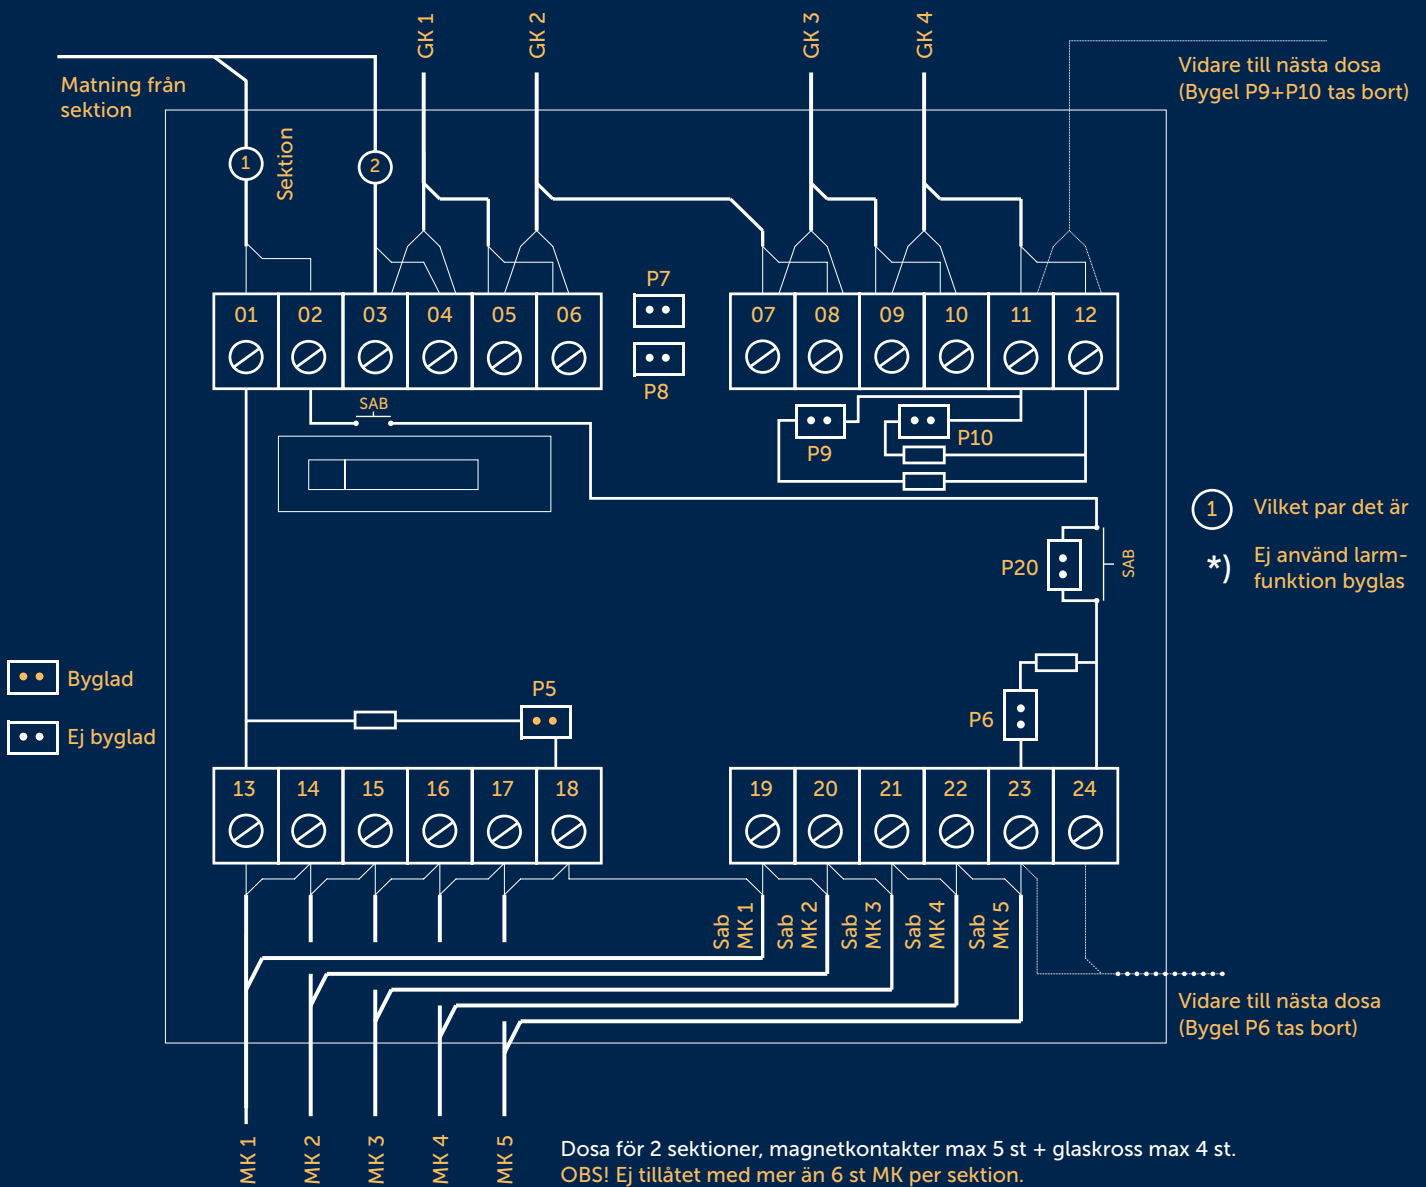 GK 1
GK 2
GK 3
GK 4
Matning från
sektion
Vidare till nästa dosa
(Bygel P9+P10 tas bort)
1
Sektion
2
P7
01
02
03
04
05
06
07
08
09
10
11
12
P8
SAB
P9
P10
1
Vilket par det är
*)
Ej använd larm-
funktion byglas
P20
SAB
Byglad
Ej byglad
P5
P6
13
14
15
16
17
18
19
20
21
22
23
24
Sab
MK 1
Sab
MK 2
Sab
MK 3
Sab
MK 4
Sab
MK 5
Vidare till nästa dosa
(Bygel P6 tas bort)
MK 1
MK 2
MK 3
MK 4
MK 5
Dosa för 2 sektioner, magnetkontakter max 5 st + glaskross max 4 st.
OBS! Ej tillåtet med mer än 6 st MK per sektion.